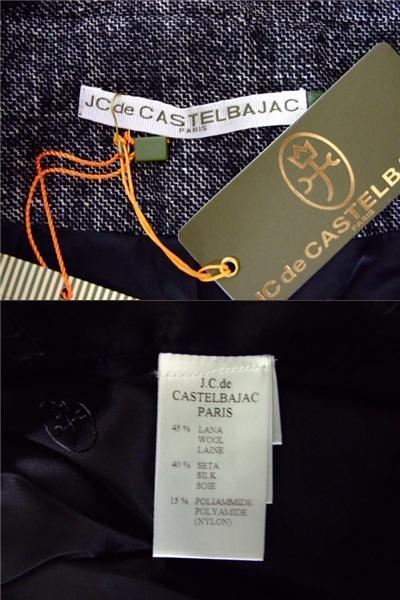 JC de CASTELBAJAC
PARIS
JC de CASTELBA
PARIS
J.C.de
CASTELBAJAC
PARIS
45 % LANA
WOOL
LAINE
40 % SETA
SILK
SOIE
15 % POLIAMMIDE
POLYAMIDE
(NYLON)